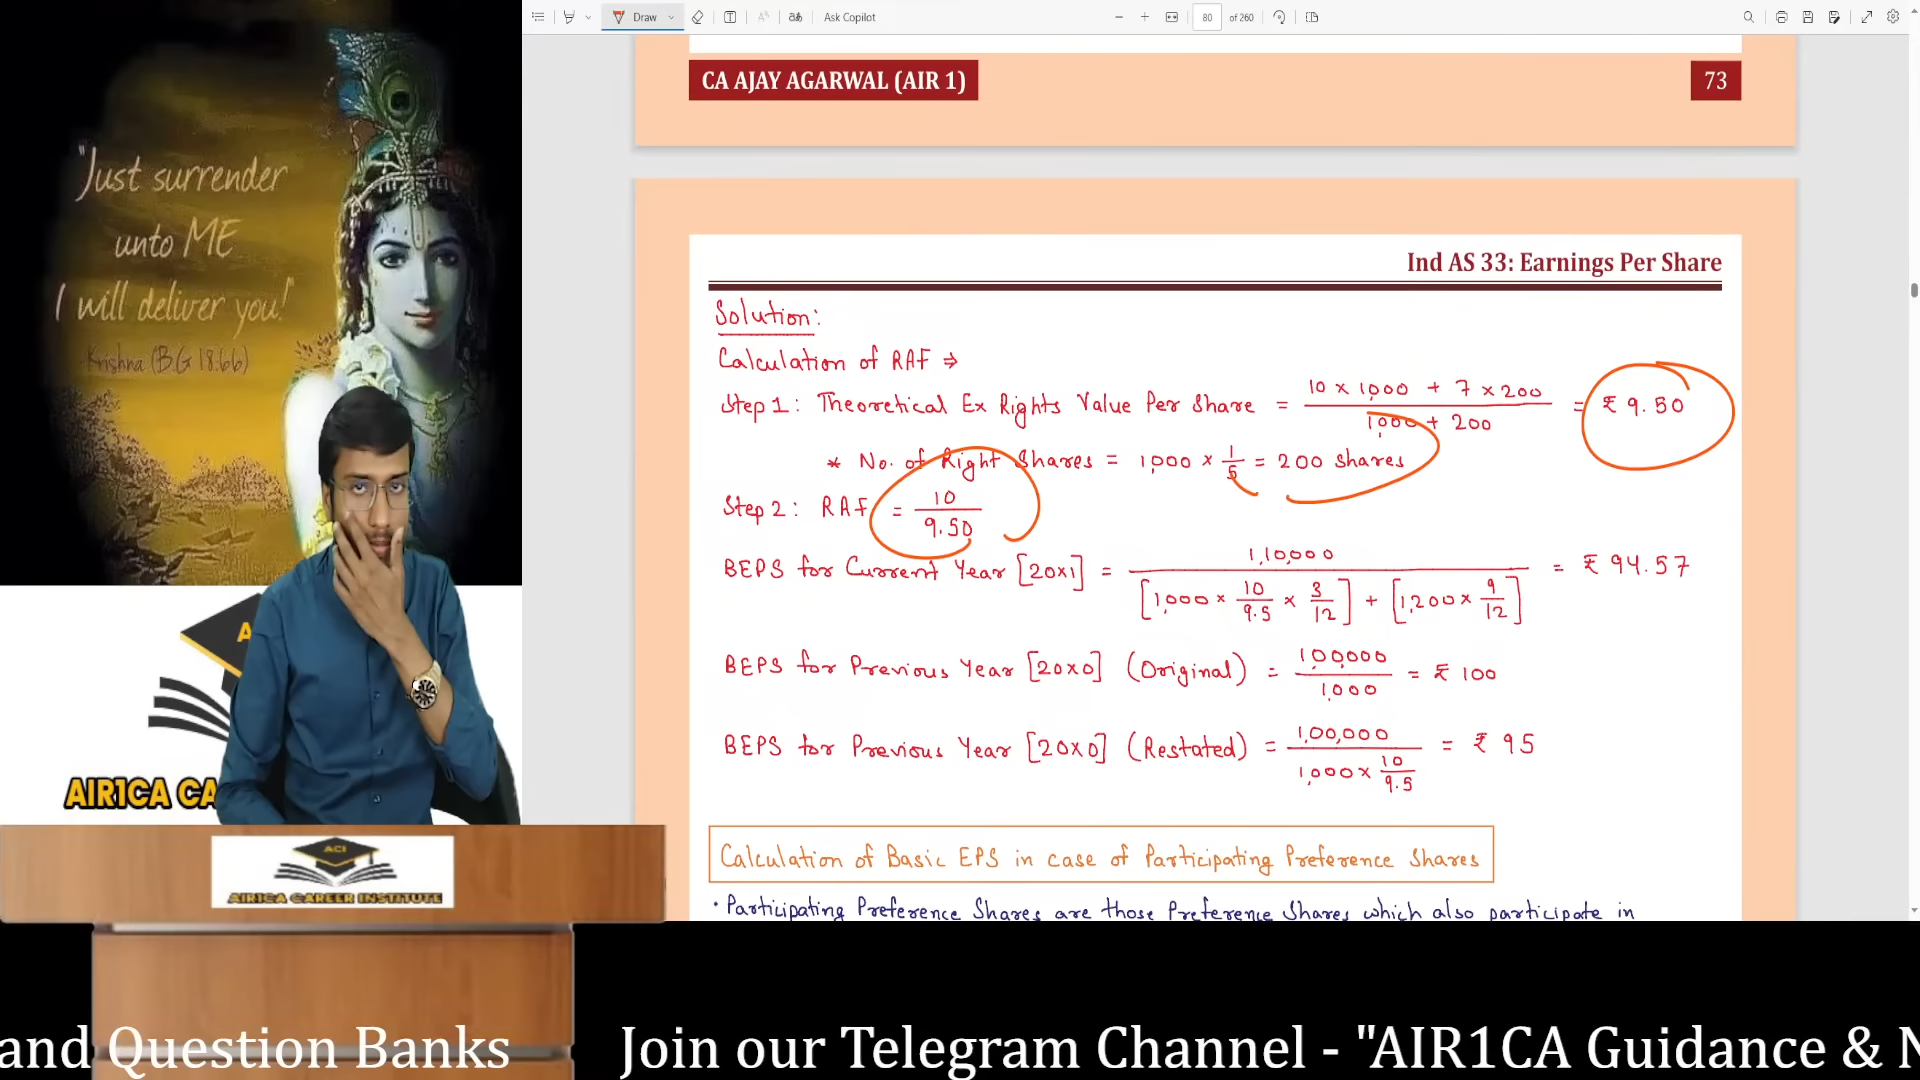 Draw
Ask Copilot
80 of 260
CA AJAY AGARWAL (AIR 1)
73
"Just surrender
unto ME
I will deliver you!"
Krishna (B.G 18.66)
Ind AS 33: Earnings Per Share
Solution:
Calculation of RAF ⇒
Step 1: Theoretical Ex Rights Value Per Share = (10 × 1,000 + 7 × 200) / (1,000 + 200) = ₹ 9.50
* No. of Right Shares = 1,000 × 1/5 = 200 shares
Step 2: RAF = 10 / 9.50
BEPS for Current Year [20X1] = 1,10,000 / [1,000 × 10/9.5 × 3/12] + [1,200 × 9/12] = ₹ 94.57
BEPS for Previous Year [20X0] (Original) = 1,00,000 / 1,000 = ₹ 100
BEPS for Previous Year [20X0] (Restated) = 1,00,000 / 1,000 × 10/9.5 = ₹ 95
Calculation of Basic EPS in case of Participating Preference Shares
• Participating Preference Shares are those Preference Shares which also participate in
AIR1CA CA
ACI
AIR1CA CAREER INSTITUTE
and Question Banks Join our Telegram Channel - "AIR1CA Guidance & N